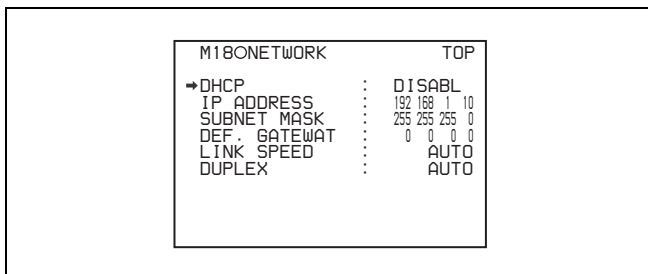 M18ONETWORK TOP
➡DHCP : DISABL
IP ADDRESS : 192 168 1 10
SUBNET MASK : 255 255 255 0
DEF. GATEWAT : 0 0 0 0
LINK SPEED : AUTO
DUPLEX : AUTO